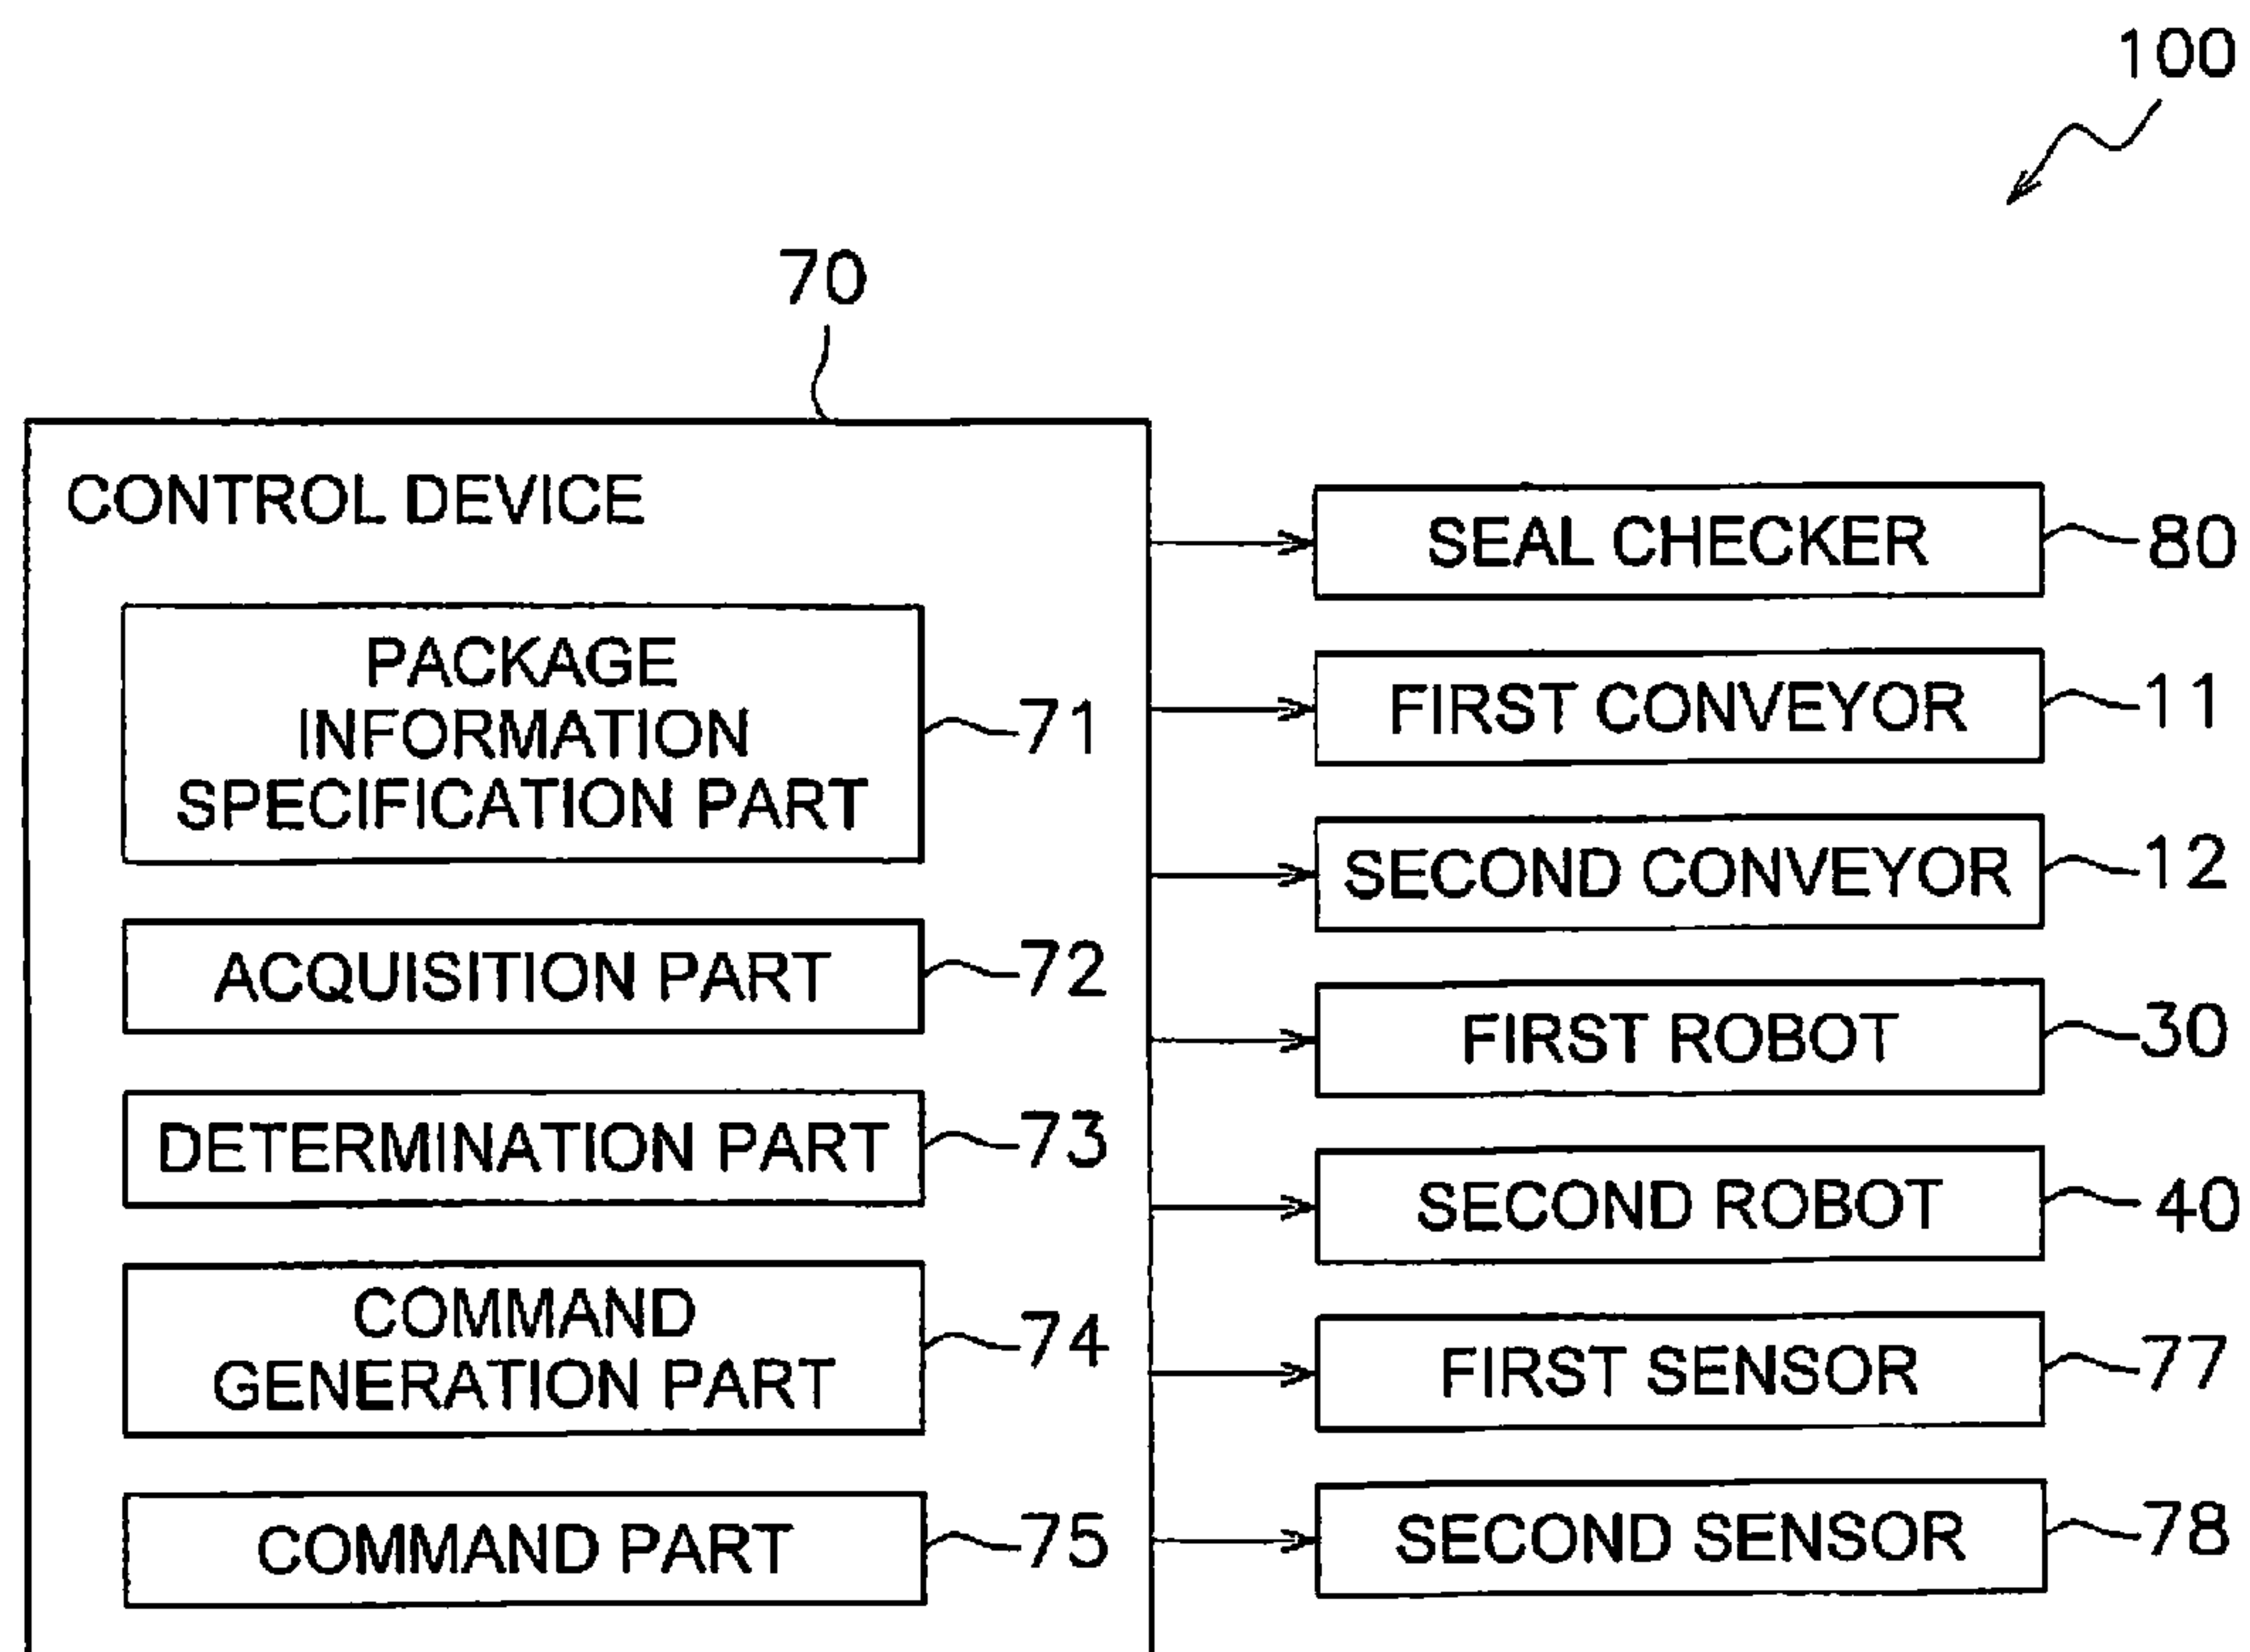 100
70
CONTROL DEVICE
PACKAGE
INFORMATION
SPECIFICATION PART
71
ACQUISITION PART
72
DETERMINATION PART
73
COMMAND
GENERATION PART
74
COMMAND PART
75
SEAL CHECKER
80
FIRST CONVEYOR
11
SECOND CONVEYOR
12
FIRST ROBOT
30
SECOND ROBOT
40
FIRST SENSOR
77
SECOND SENSOR
78